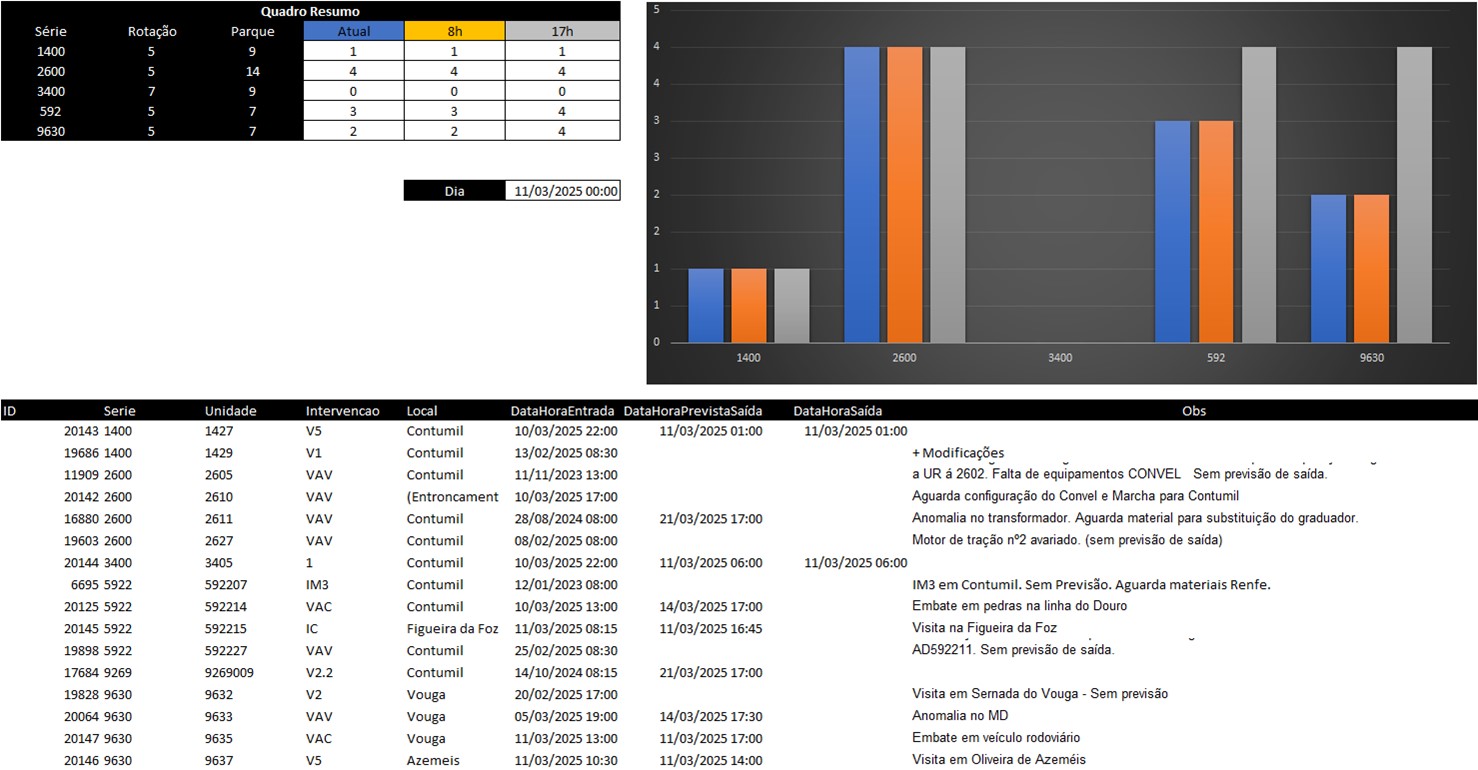 Quadro Resumo
Série Rotação Parque Atual 8h 17h
1400 5 9 1 1 1
2600 5 14 4 4 4
3400 7 9 0 0 0
592 5 7 3 3 4
9630 5 7 2 2 4
Dia 11/03/2025 00:00
5
4
4
3
3
2
2
1
1
0
1400 2600 3400 592 9630
ID Serie Unidade Intervencao Local DataHoraEntrada DataHoraPrevistaSaída DataHoraSaída Obs
20143 1400 1427 V5 Contumil 10/03/2025 22:00 11/03/2025 01:00 11/03/2025 01:00
19686 1400 1429 V1 Contumil 13/02/2025 08:30 + Modificações
11909 2600 2605 VAV Contumil 11/11/2023 13:00 a UR á 2602. Falta de equipamentos CONVEL Sem previsão de saída.
20142 2600 2610 VAV (Entroncament 10/03/2025 17:00 Aguarda configuração do Convel e Marcha para Contumil
16880 2600 2611 VAV Contumil 28/08/2024 08:00 21/03/2025 17:00 Anomalia no transformador. Aguarda material para substituição do graduador.
19603 2600 2627 VAV Contumil 08/02/2025 08:00 Motor de tração nº2 avariado. (sem previsão de saída)
20144 3400 3405 1 Contumil 10/03/2025 22:00 11/03/2025 06:00 11/03/2025 06:00
6695 5922 592207 IM3 Contumil 12/01/2023 08:00 IM3 em Contumil. Sem Previsão. Aguarda materiais Renfe.
20125 5922 592214 VAC Contumil 10/03/2025 13:00 14/03/2025 17:00 Embate em pedras na linha do Douro
20145 5922 592215 IC Figueira da Foz 11/03/2025 08:15 11/03/2025 16:45 Visita na Figueira da Foz
19898 5922 592227 VAV Contumil 25/02/2025 08:30 AD592211. Sem previsão de saída.
17684 9269 9269009 V2.2 Contumil 14/10/2024 08:15 21/03/2025 17:00
19828 9630 9632 V2 Vouga 20/02/2025 17:00 Visita em Sernada do Vouga - Sem previsão
20064 9630 9633 VAV Vouga 05/03/2025 19:00 14/03/2025 17:30 Anomalia no MD
20147 9630 9635 VAC Vouga 11/03/2025 13:00 11/03/2025 17:00 Embate em veículo rodoviário
20146 9630 9637 V5 Azemeis 11/03/2025 10:30 11/03/2025 14:00 Visita em Oliveira de Azeméis